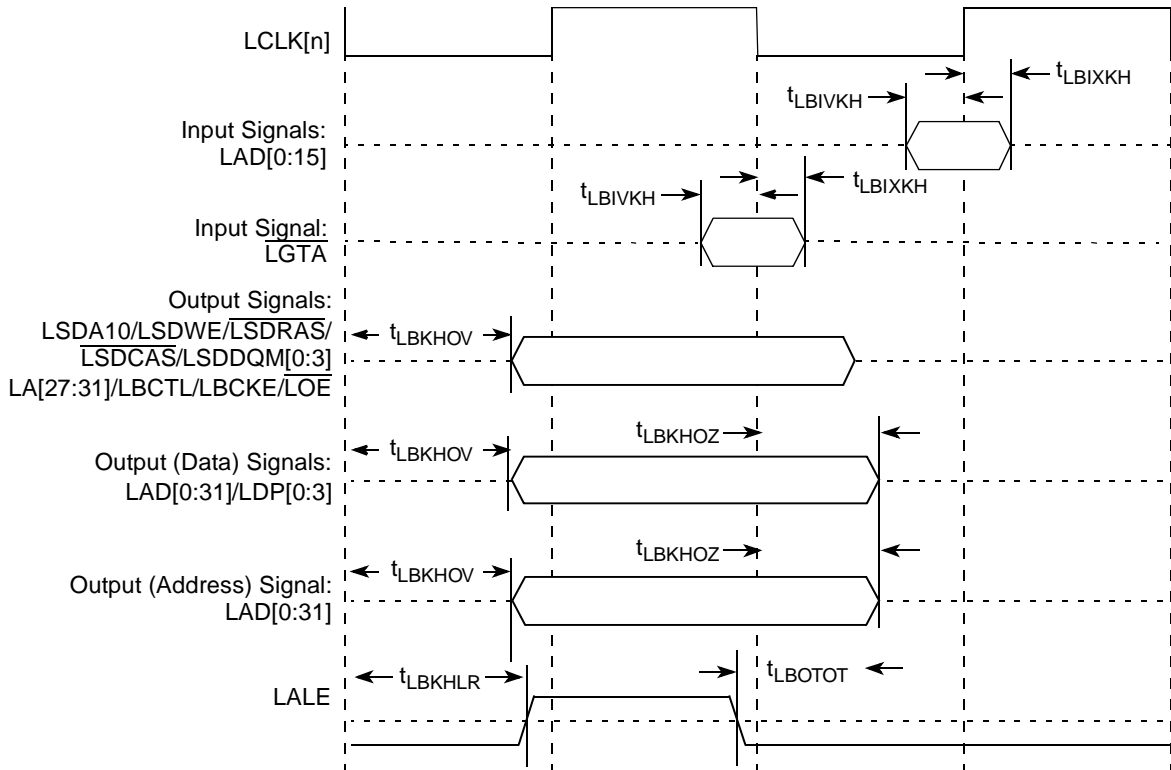 LCLK[n]
tLBIXKH
tLBIVKH
Input Signals:
LAD[0:15]
tLBIVKH
tLBIXKH
Input Signal:
LGTA
Output Signals:
LSDA10/LSDWE/LSDRAS/
LSDCAS/LSDDQM[0:3]
LA[27:31]/LBCTL/LBCKE/LOE
tLBKHOV
tLBKHOZ
Output (Data) Signals:
LAD[0:31]/LDP[0:3]
tLBKHOV
tLBKHOZ
Output (Address) Signal:
LAD[0:31]
tLBKHOV
LALE
tLBKHLR
tLBOTOT